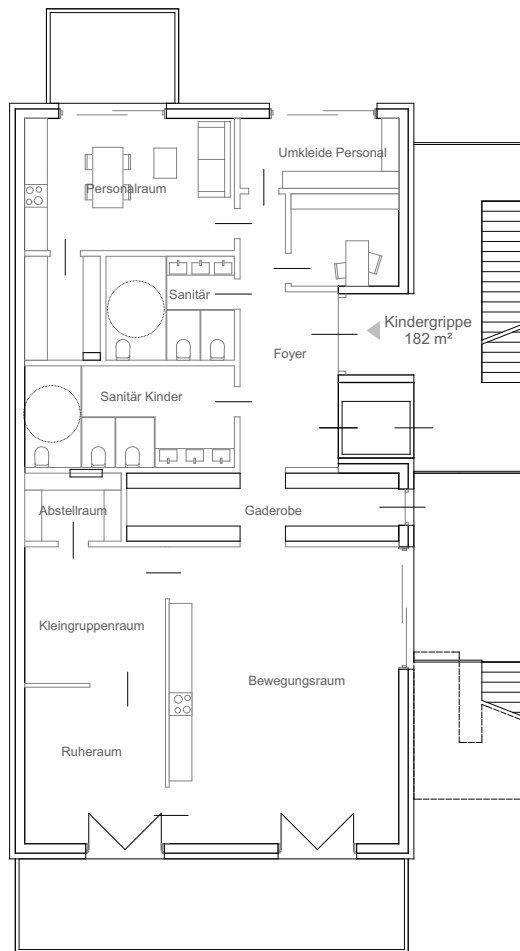 Umkleide Personal
Personalraum
Sanitär
Kindergrippe
182 m²
Foyer
Sanitär Kinder
Abstellraum
Gaderobe
Kleingruppenraum
Bewegungsraum
Ruheraum